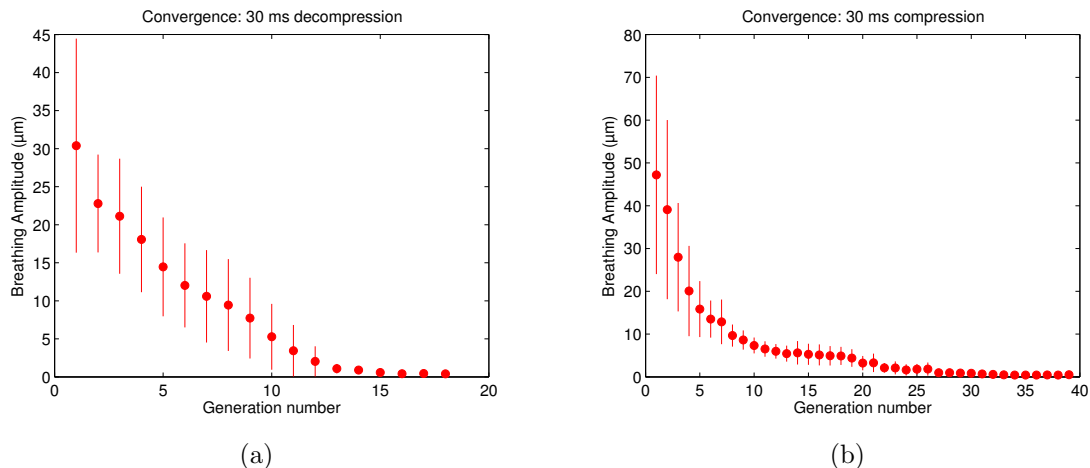 Convergence: 30 ms decompression
Breathing Amplitude (µm)
45
40
35
30
25
20
15
10
5
0
0 5 10 15 20
Generation number
(a)
Convergence: 30 ms compression
Breathing Amplitude (µm)
80
70
60
50
40
30
20
10
0
0 5 10 15 20 25 30 35 40
Generation number
(b)